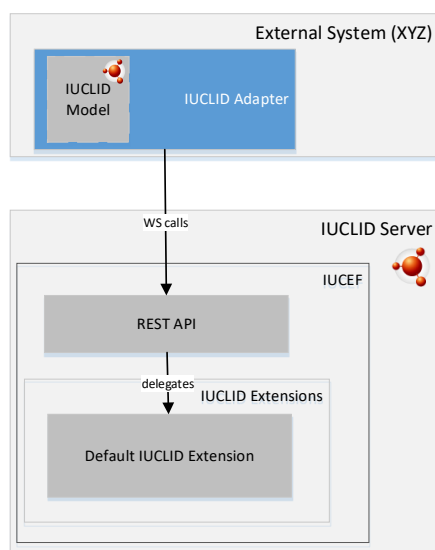 External System (XYZ)
IUCLID
Model
IUCLID Adapter
WS calls
IUCLID Server
IUCEF
REST API
delegates
IUCLID Extensions
Default IUCLID Extension